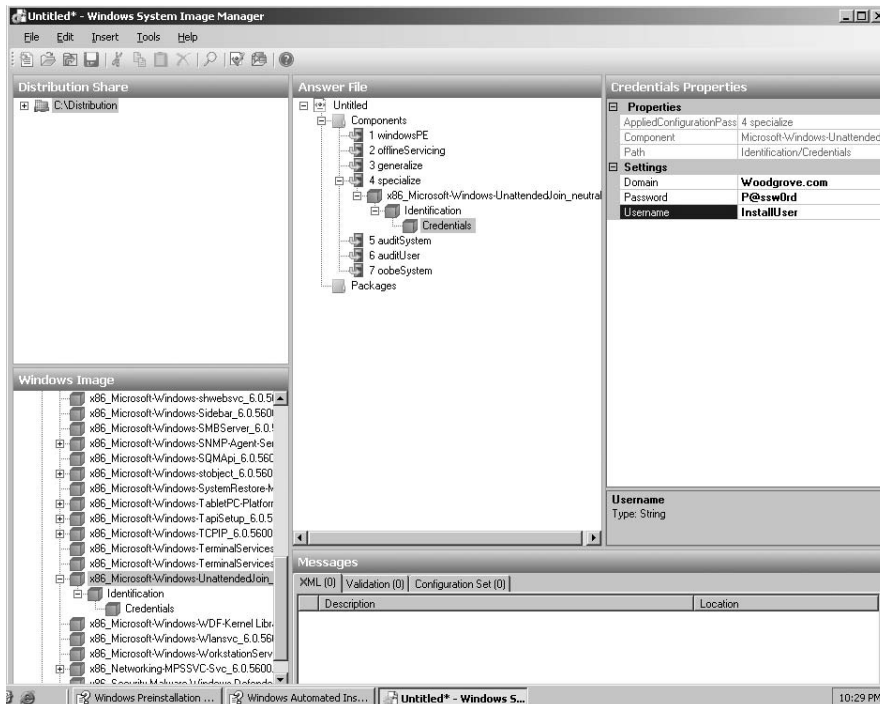 Untitled* - Windows System Image Manager
File Edit Insert Tools Help
Distribution Share
C:\Distribution
Windows Image
x86_Microsoft-Windows-shwebsvc_6.0.5
x86_Microsoft-Windows-Sidebar_6.0.560
x86_Microsoft-Windows-SMBServer_6.0.
x86_Microsoft-Windows-SNMP-Agent-Se
x86_Microsoft-Windows-SQMApi_6.0.560
x86_Microsoft-Windows-stobject_6.0.560
x86_Microsoft-Windows-SystemRestore-M
x86_Microsoft-Windows-TabletPC-Platfor
x86_Microsoft-Windows-TapiSetup_6.0.5
x86_Microsoft-Windows-TCPIP_6.0.5600
x86_Microsoft-Windows-TerminalServices
x86_Microsoft-Windows-TerminalServices
x86_Microsoft-Windows-UnattendedJoin_
Identification
Credentials
x86_Microsoft-Windows-WDF-Kernel Libr
x86_Microsoft-Windows-Wlansvc_6.0.56
x86_Microsoft-Windows-WorkstationServ
x86_Networking-MPSSVC-Svc_6.0.5600.
x86_Security-Malware-Windows-Defende
Answer File
Untitled
Components
1 windowsPE
2 offlineServicing
3 generalize
4 specialize
x86_Microsoft-Windows-UnattendedJoin_neutral
Identification
Credentials
5 auditSystem
6 auditUser
7 oobeSystem
Packages
Credentials Properties
Properties
AppliedConfigurationPass 4 specialize
Component Microsoft-Windows-Unattended
Path Identification/Credentials
Settings
Domain Woodgrove.com
Password P@ssw0rd
Username InstallUser
Username
Type: String
Messages
XML (0) Validation (0) Configuration Set (0)
Description Location
Windows Preinstallation ... Windows Automated Ins... Untitled* - Windows S... 10:29 PM